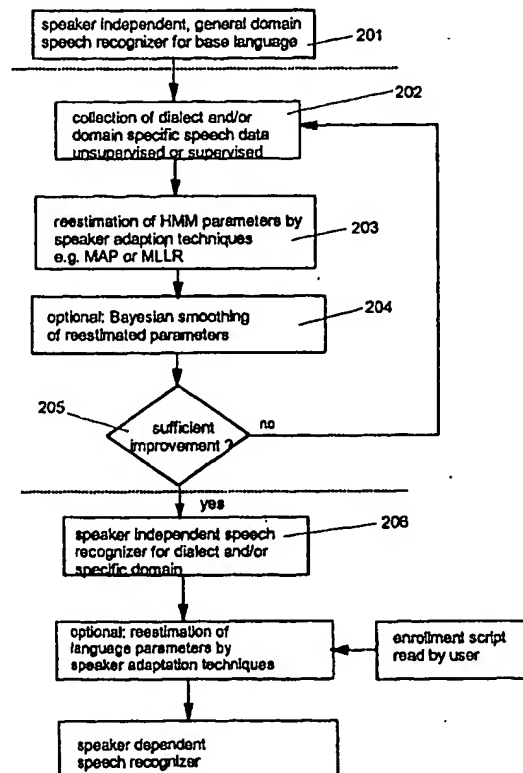 speaker independent, general domain
speech recognizer for base language
201
202
collection of dialect and/or
domain specific speech data
unsupervised or supervised
reestimation of HMM parameters by
speaker adaption techniques
e.g. MAP or MLLR
203
optional: Bayesian smoothing
of reestimated parameters
204
205
sufficient
improvement ?
no
yes
speaker independent speech
recognizer for dialect and/or
specific domain
206
optional: reestimation of
language parameters by
speaker adaptation techniques
enrollment script
read by user
speaker dependent
speech recognizer